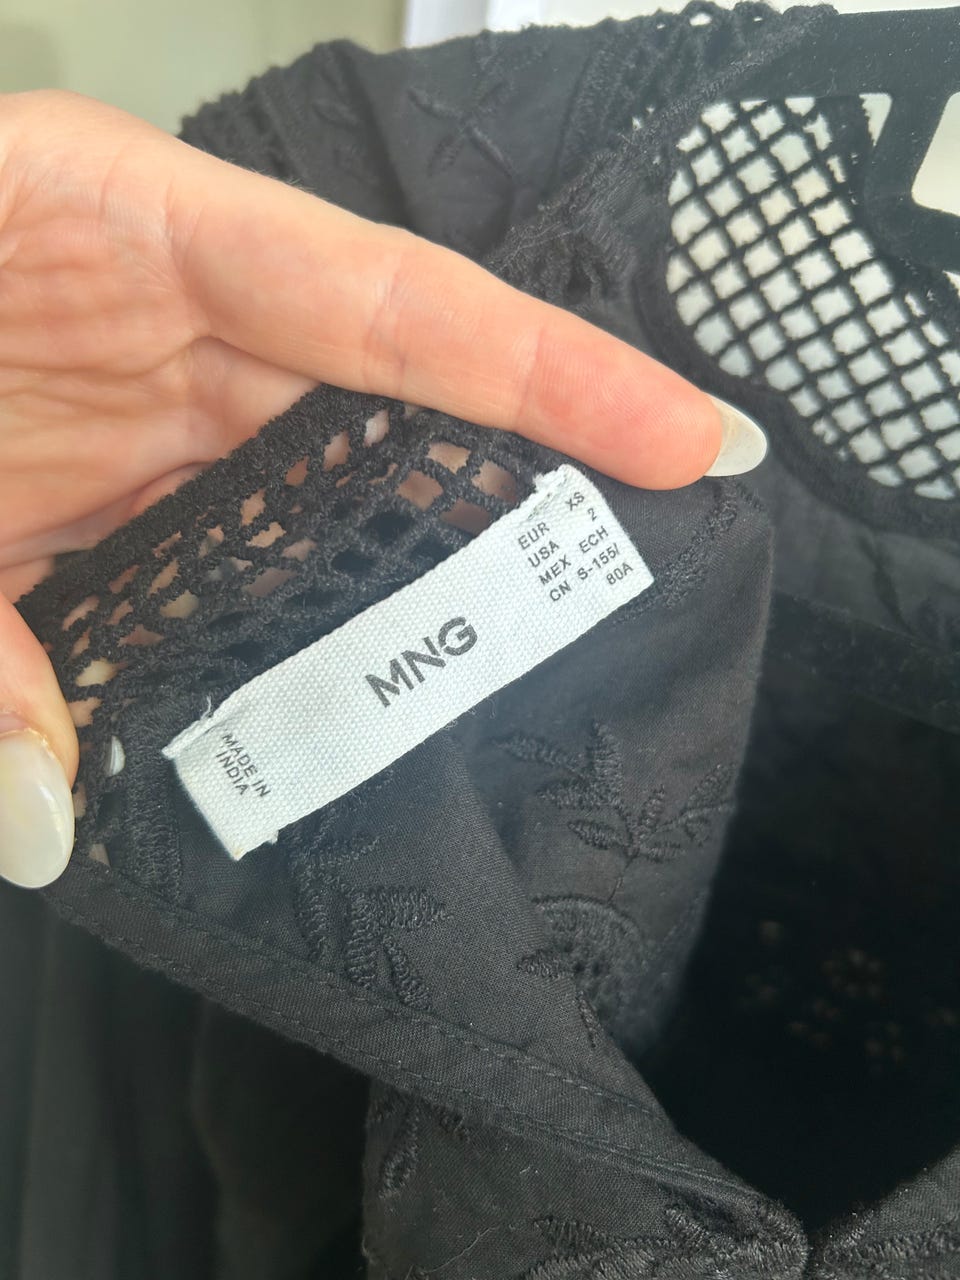 MADE IN
INDIA
MNG
EUR XS
USA 2
MEX ECH
CN S-155/
80A